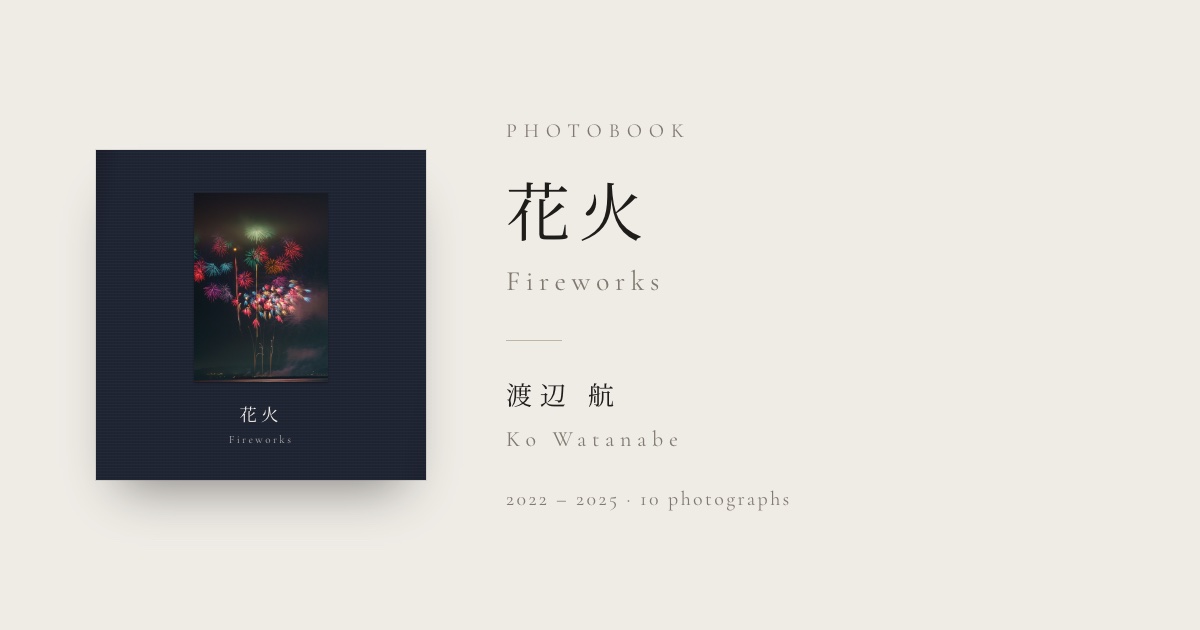 花火
Fireworks
PHOTOBOOK
花火
Fireworks
渡辺 航
Ko Watanabe
2022 – 2025 · 10 photographs